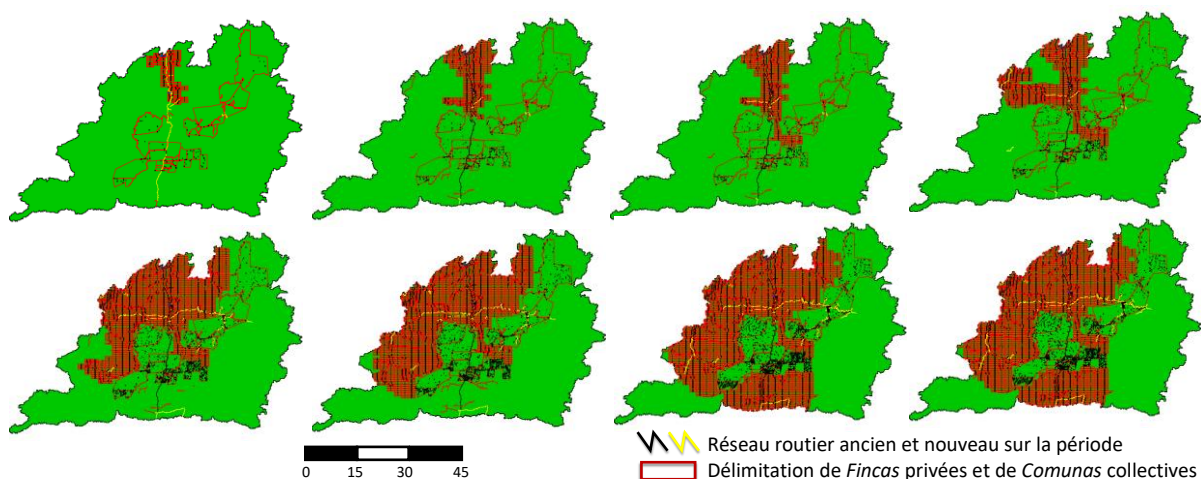 0 15 30 45
Réseau routier ancien et nouveau sur la période
Délimitation de Fincas privées et de Comunas collectives